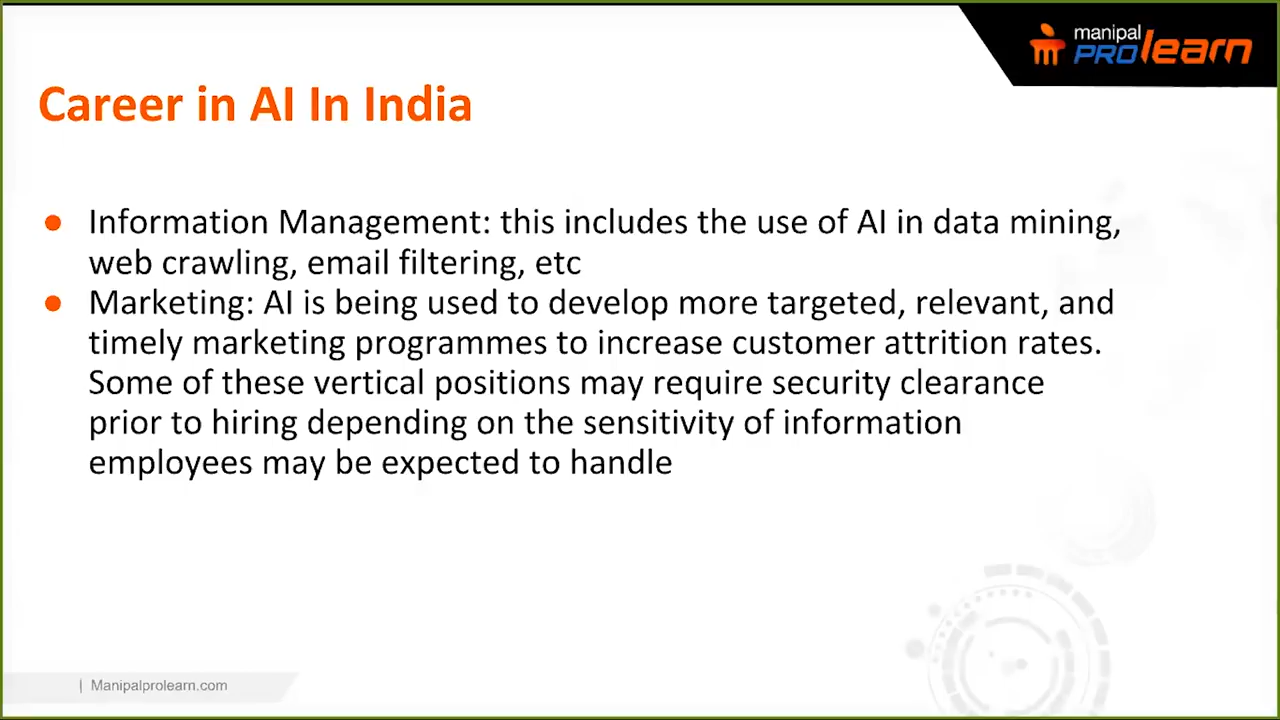 manipal
PROlearn
Career in AI In India
● Information Management: this includes the use of AI in data mining,
web crawling, email filtering, etc
● Marketing: AI is being used to develop more targeted, relevant, and
timely marketing programmes to increase customer attrition rates.
Some of these vertical positions may require security clearance
prior to hiring depending on the sensitivity of information
employees may be expected to handle
| Manipalprolearn.com